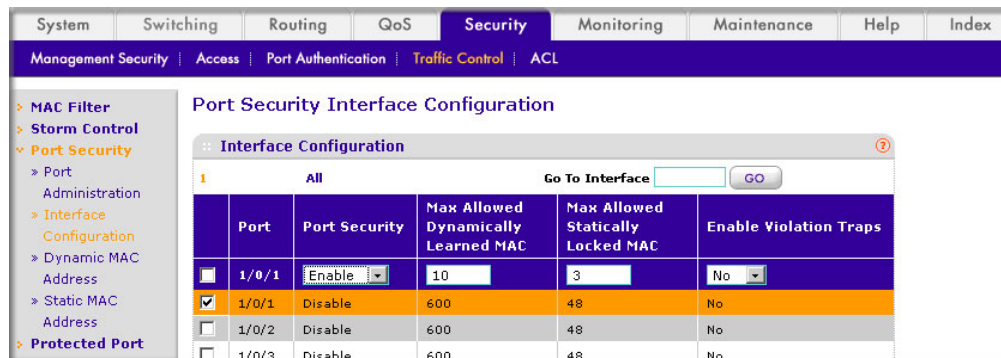 System Switching Routing QoS Security Monitoring Maintenance Help Index
Management Security Access Port Authentication Traffic Control ACL
MAC Filter
Storm Control
Port Security
» Port
Administration
» Interface
Configuration
» Dynamic MAC
Address
» Static MAC
Address
Protected Port
Port Security Interface Configuration
Interface Configuration ?
1 All Go To Interface GO
Port Port Security Max Allowed Dynamically Learned MAC Max Allowed Statically Locked MAC Enable Violation Traps
1/0/1 Enable 10 3 No
1/0/1 Disable 600 48 No
1/0/2 Disable 600 48 No
1/0/3 Disable 600 48 No